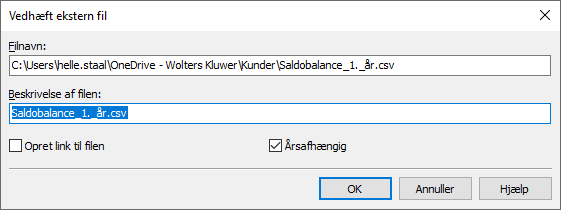 Vedhæft ekstern fil
Filnavn:
C:\Users\helle.staal\OneDrive - Wolters Kluwer\Kunder\Saldobalance_1._år.csv
Beskrivelse af filen:
Saldobalance_1._år.csv
Opret link til filen
Årsafhængig
OK
Annuller
Hjælp